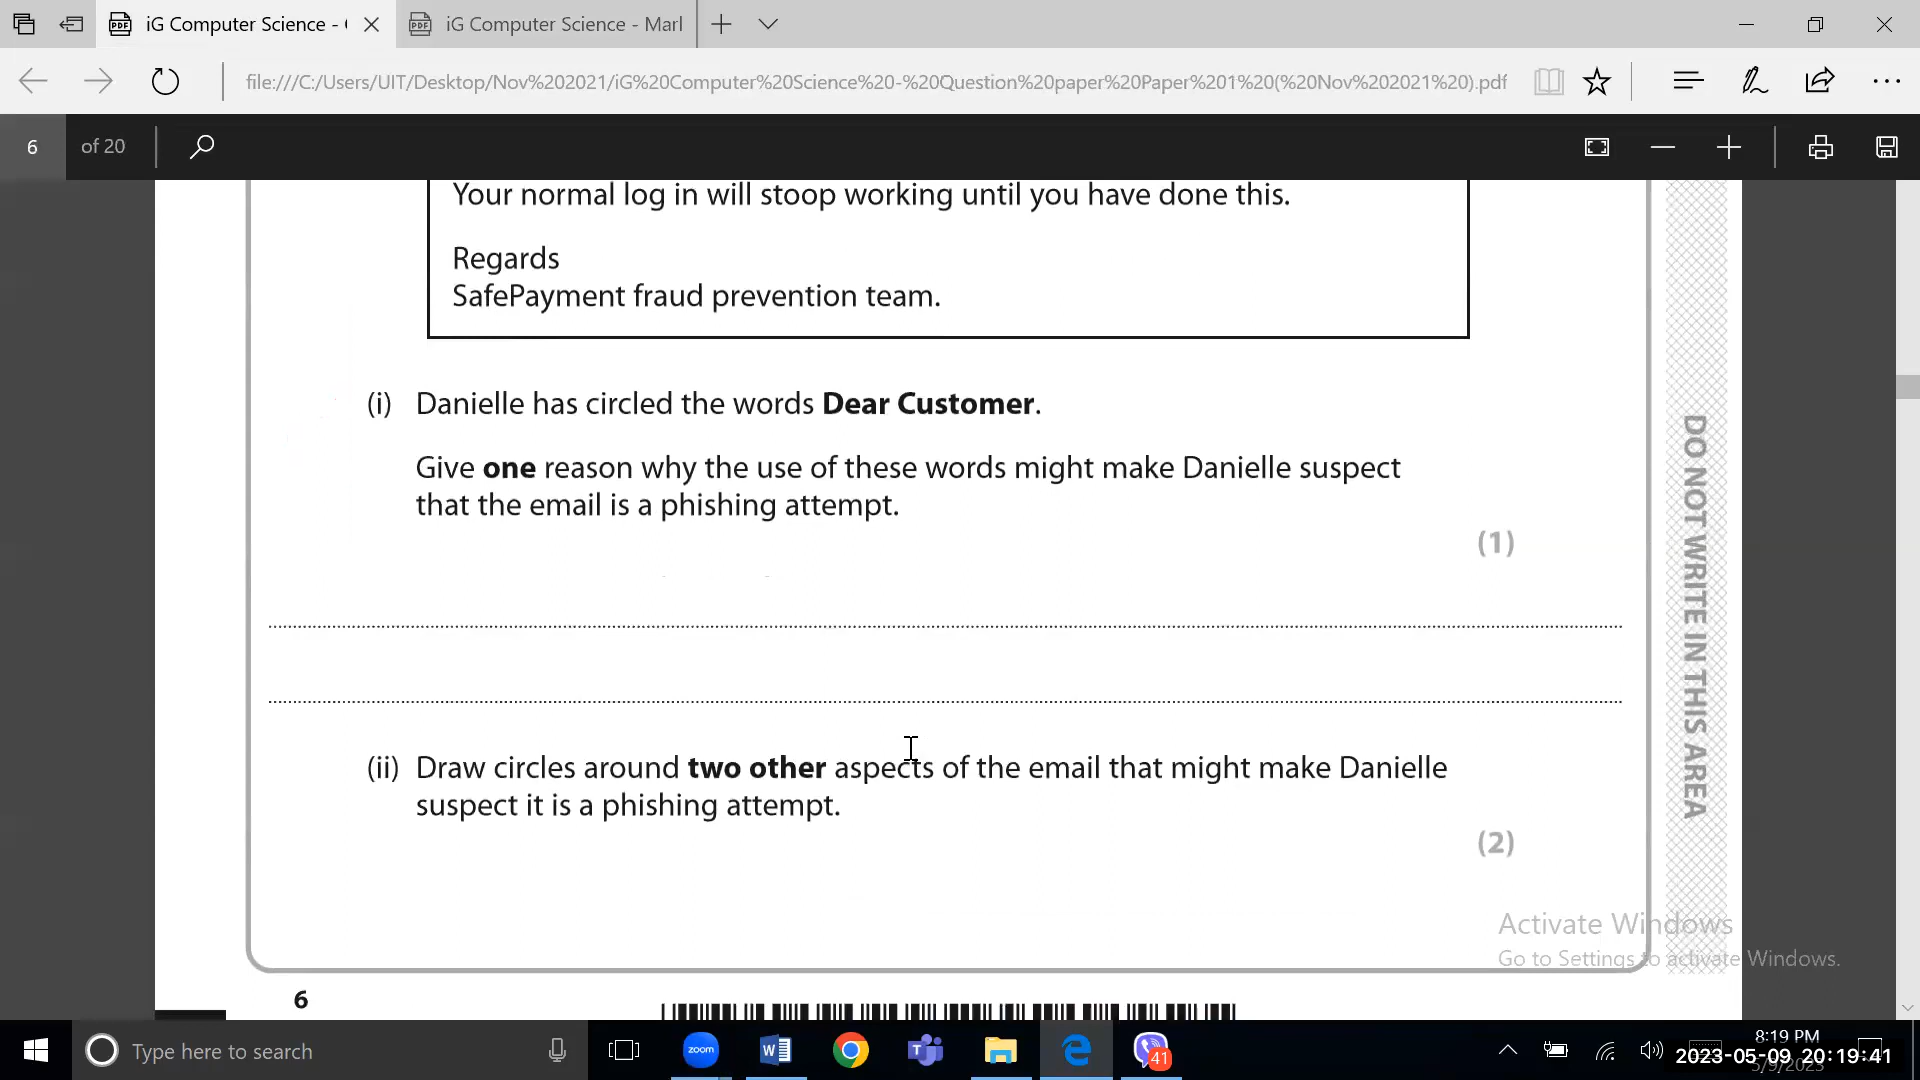 iG Computer Science - (
iG Computer Science - Marl
file:///C:/Users/UIT/Desktop/Nov%202021/iG%20Computer%20Science%20-%20Question%20paper%20Paper%201%20(%20Nov%202021%20).pdf
6 of 20
Your normal log in will stoop working until you have done this.
Regards
SafePayment fraud prevention team.
(i) Danielle has circled the words Dear Customer.
Give one reason why the use of these words might make Danielle suspect
that the email is a phishing attempt.
(1)
(ii) Draw circles around two other aspects of the email that might make Danielle
suspect it is a phishing attempt.
(2)
DO NOT WRITE IN THIS AREA
Activate Windows
Go to Settings to activate Windows.
6
Type here to search
zoom
41
8:19 PM
5/9/2023
2023-05-09 20:19:41